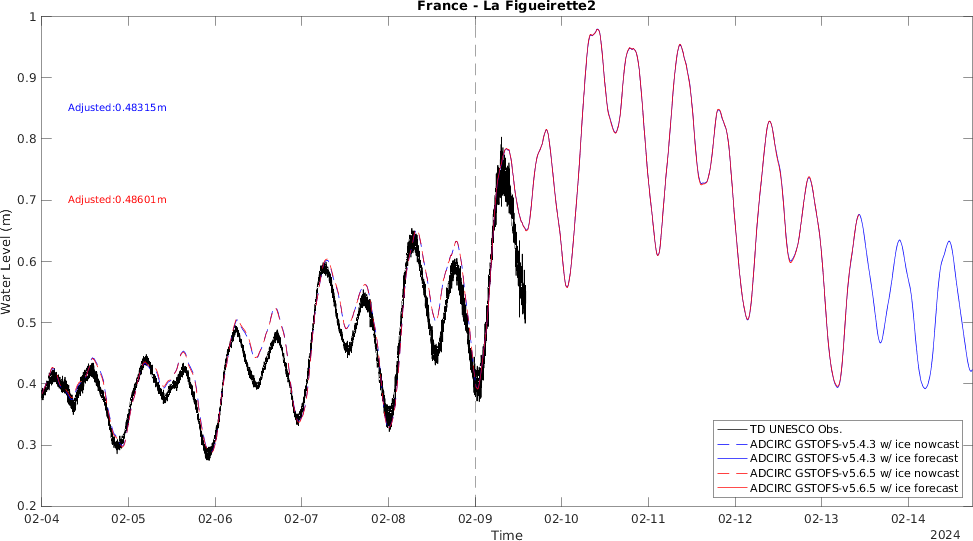 France - La Figueirette2
1
0.9
0.8
0.7
0.6
0.5
0.4
0.3
0.2
Water Level (m)
Adjusted:0.48315m
Adjusted:0.48601m
TD UNESCO Obs.
ADCIRC GSTOFS-v5.4.3 w/ ice nowcast
ADCIRC GSTOFS-v5.4.3 w/ ice forecast
ADCIRC GSTOFS-v5.6.5 w/ ice nowcast
ADCIRC GSTOFS-v5.6.5 w/ ice forecast
02-04 02-05 02-06 02-07 02-08 02-09 02-10 02-11 02-12 02-13 02-14
Time
2024